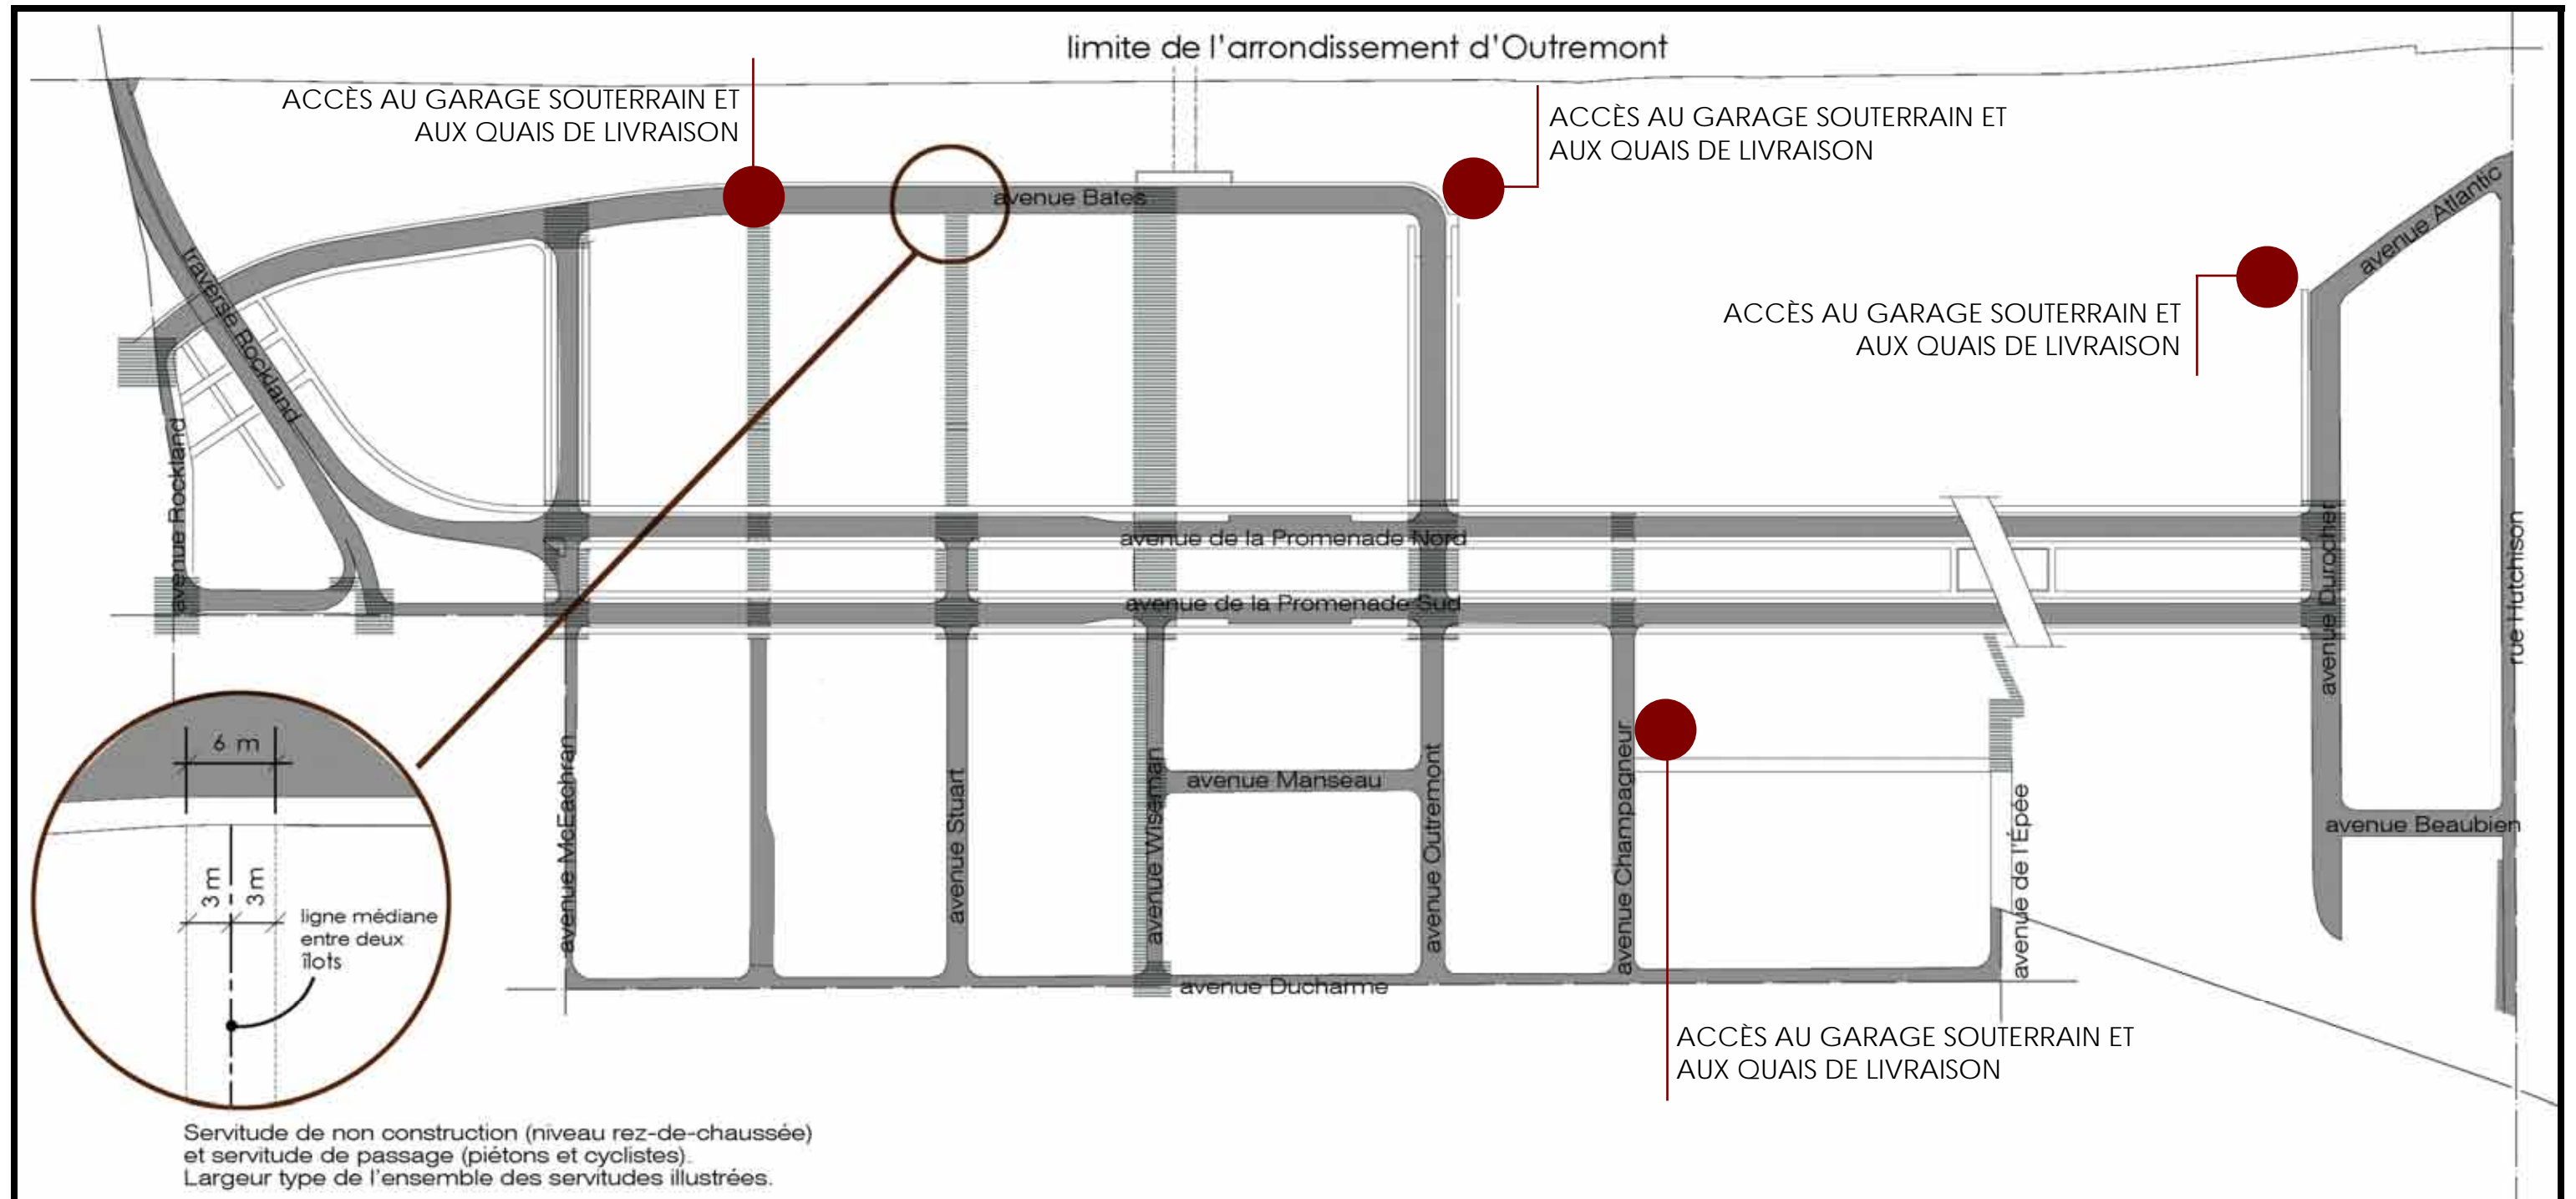 limite de l'arrondissement d'Outremont
ACCÈS AU GARAGE SOUTERRAIN ET
AUX QUAIS DE LIVRAISON
ACCÈS AU GARAGE SOUTERRAIN ET
AUX QUAIS DE LIVRAISON
avenue Bates
avenue Atlantic
traverse Rockland
ACCÈS AU GARAGE SOUTERRAIN ET
AUX QUAIS DE LIVRAISON
avenue Rockland
avenue de la Promenade Nord
avenue de la Promenade Sud
avenue Durocher
rue Hutchison
avenue McEachran
avenue Stuart
avenue Wiseman
avenue Manseau
avenue Outremont
avenue Champagneur
avenue de l'Épée
avenue Beaubien
avenue Ducharme
6 m
3 m
3 m
ligne médiane
entre deux
îlots
ACCÈS AU GARAGE SOUTERRAIN ET
AUX QUAIS DE LIVRAISON
Servitude de non construction (niveau rez-de-chaussée)
et servitude de passage (piétons et cyclistes).
Largeur type de l'ensemble des servitudes illustrées.